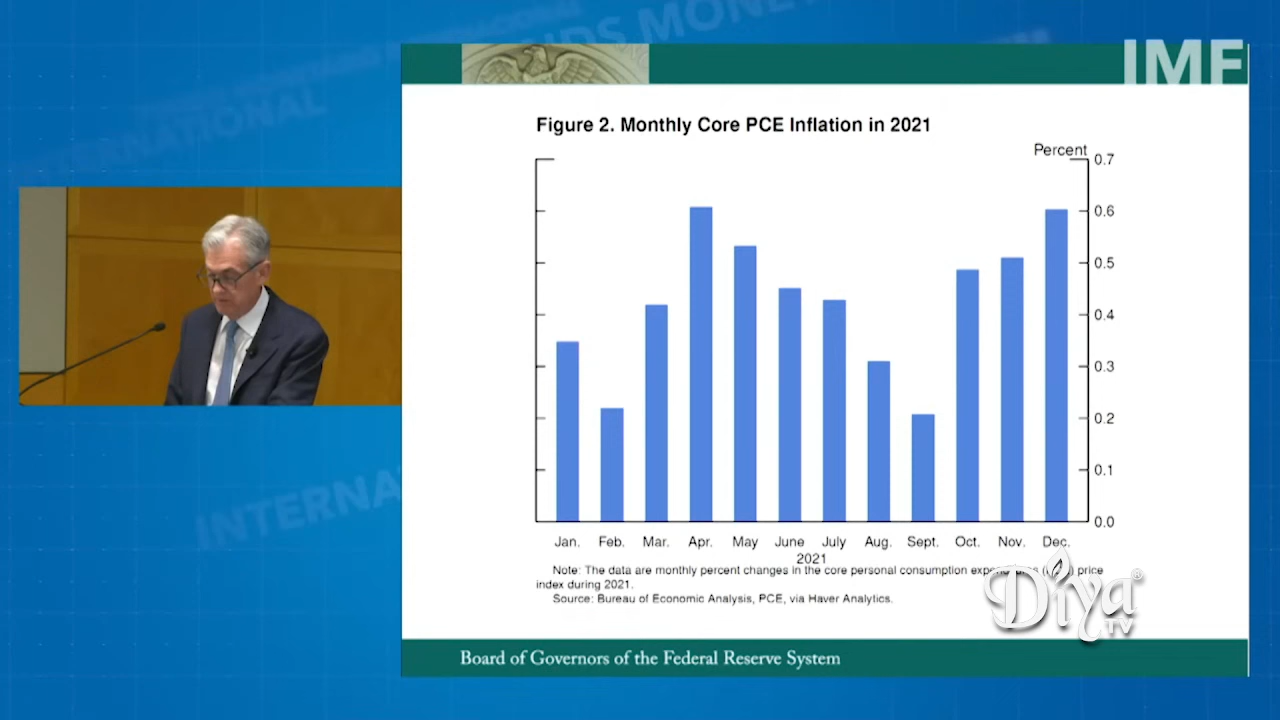 INTERNATIONAL
IMF
Figure 2. Monthly Core PCE Inflation in 2021
Percent
0.7
0.6
0.5
0.4
0.3
0.2
0.1
0.0
Jan. Feb. Mar. Apr. May June July Aug. Sept. Oct. Nov. Dec.
2021
Note: The data are monthly percent changes in the core personal consumption price
index during 2021.
Source: Bureau of Economic Analysis, PCE, via Haver Analytics.
Diya®
TV
Board of Governors of the Federal Reserve System